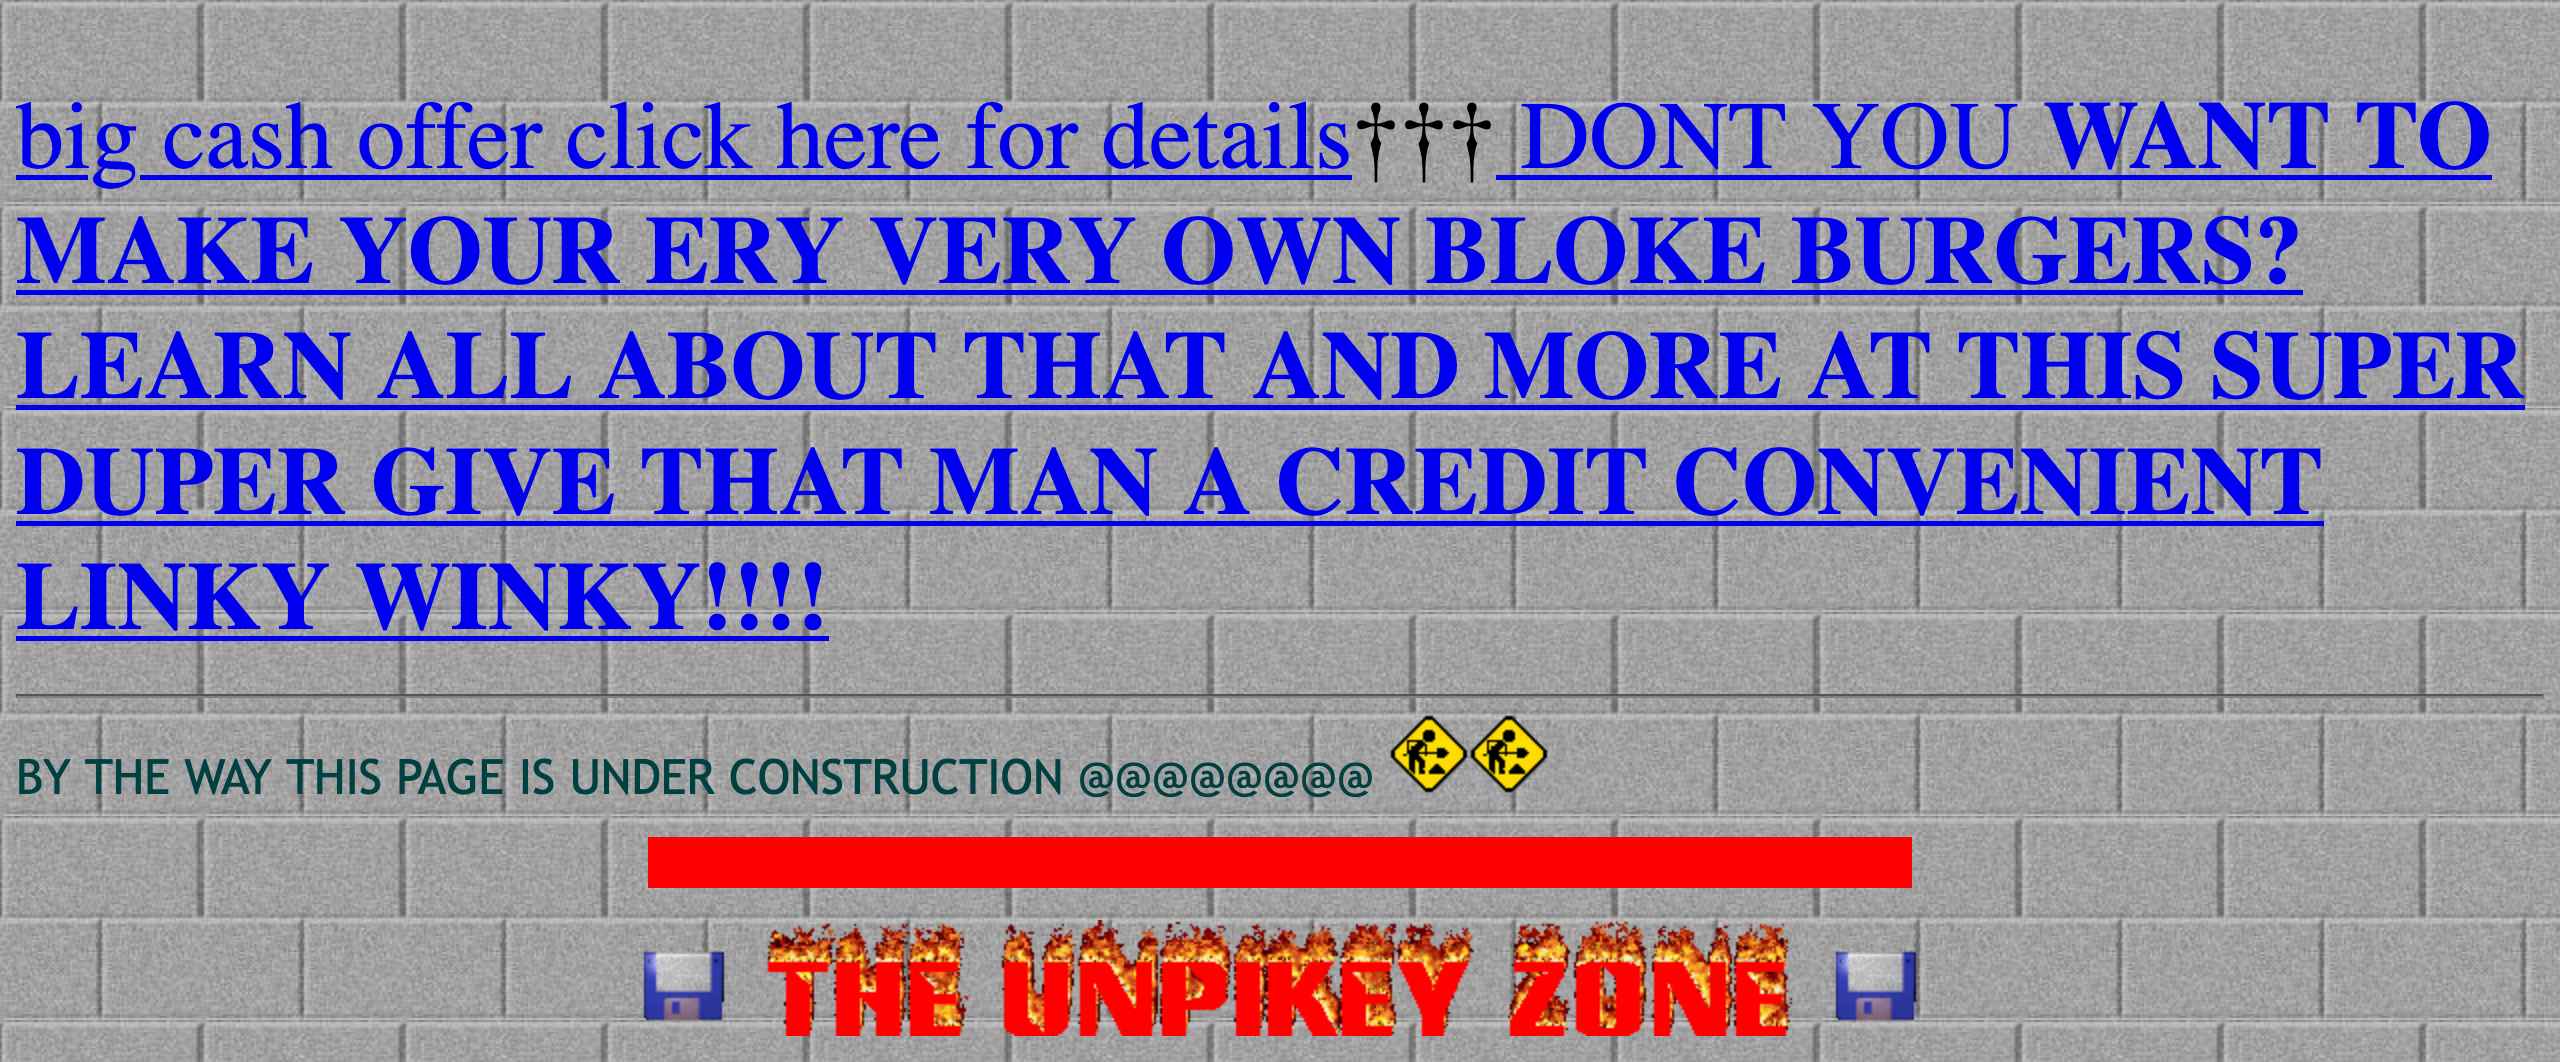 big cash offer click here for details††† DONT YOU WANT TO
MAKE YOUR ERY VERY OWN BLOKE BURGERS?
LEARN ALL ABOUT THAT AND MORE AT THIS SUPER
DUPER GIVE THAT MAN A CREDIT CONVENIENT
LINKY WINKY!!!!
BY THE WAY THIS PAGE IS UNDER CONSTRUCTION @@@@@@@@
THE UNPIKEY ZONE